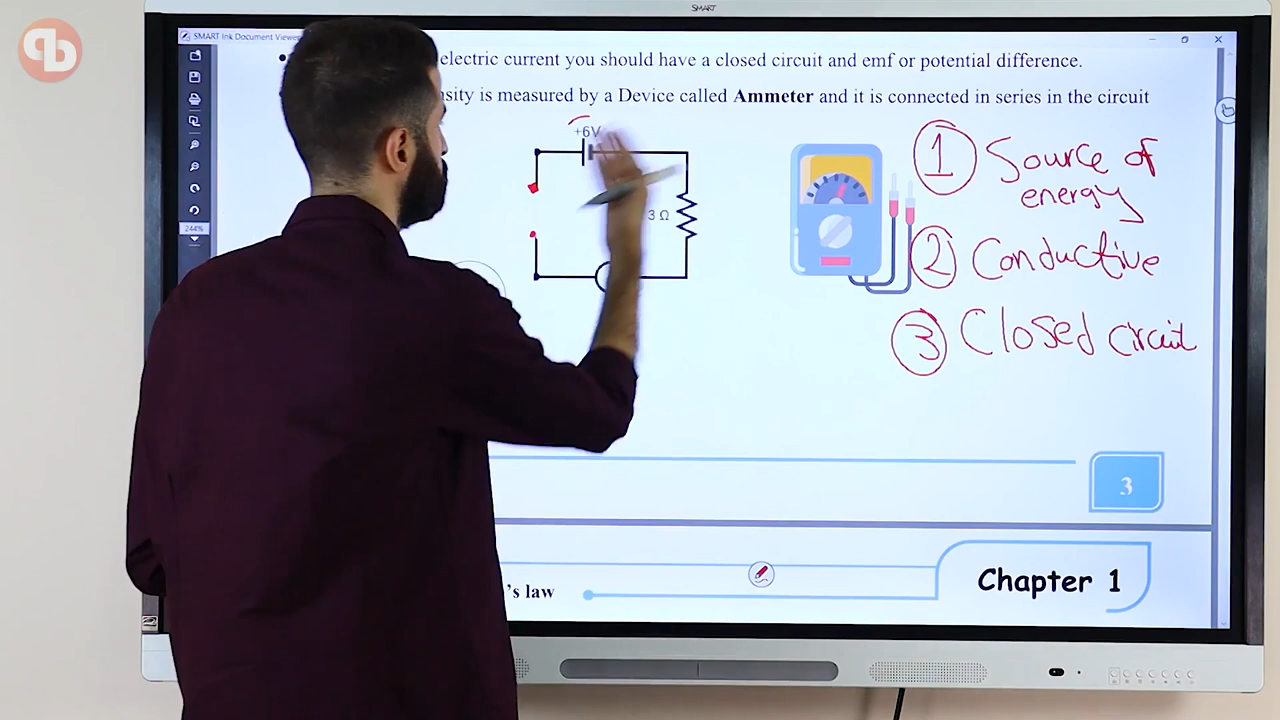 SMART
qb
SMART Ink Document Viewer
electric current you should have a closed circuit and emf or potential difference.
is measured by a Device called Ammeter and it is connected in series in the circuit
+6V
3 Ω
1 Source of
energy
2 Conductive
3 Closed circuit
244%
3
's law
Chapter 1